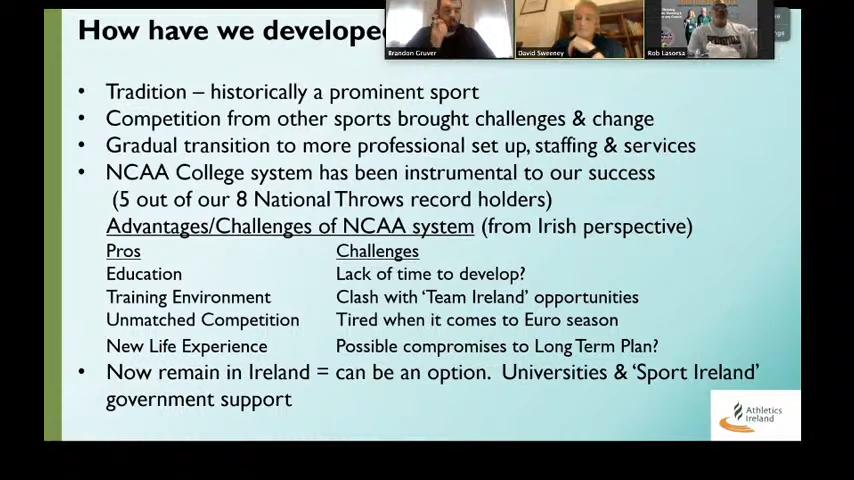 How have we developed
Brandon Gruver
David Sweeney
Rob Lasorsa
• Tradition – historically a prominent sport
• Competition from other sports brought challenges & change
• Gradual transition to more professional set up, staffing & services
• NCAA College system has been instrumental to our success
(5 out of our 8 National Throws record holders)
Advantages/Challenges of NCAA system (from Irish perspective)
Pros Challenges
Education Lack of time to develop?
Training Environment Clash with ‘Team Ireland’ opportunities
Unmatched Competition Tired when it comes to Euro season
New Life Experience Possible compromises to Long Term Plan?
• Now remain in Ireland = can be an option. Universities & ‘Sport Ireland’
government support
Athletics
Ireland